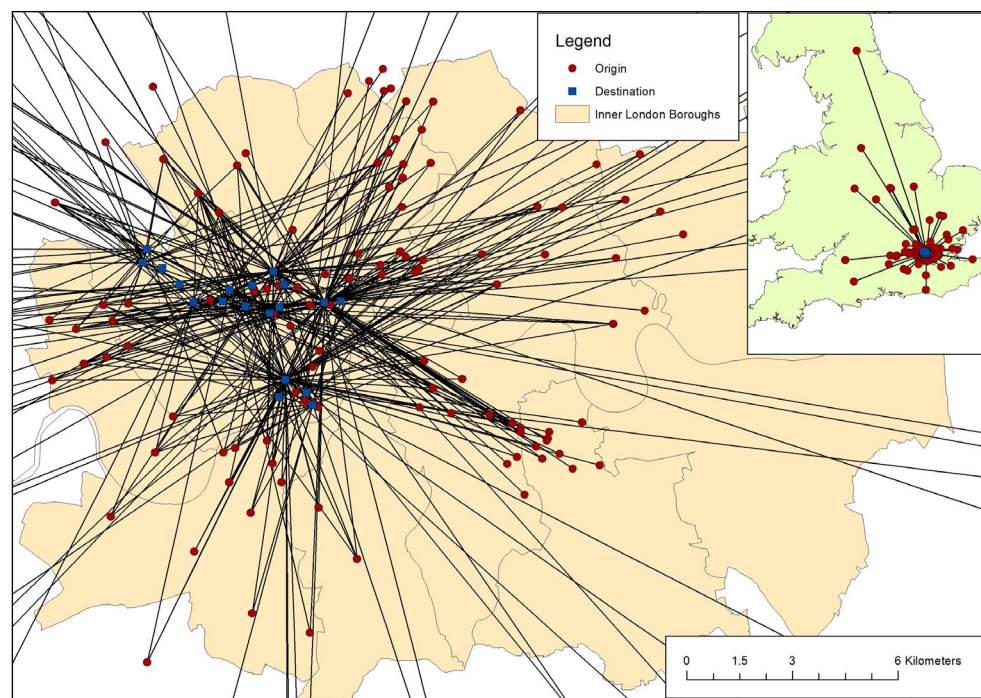 Legend
Origin
Destination
Inner London Boroughs
0 1.5 3 6 Kilometers